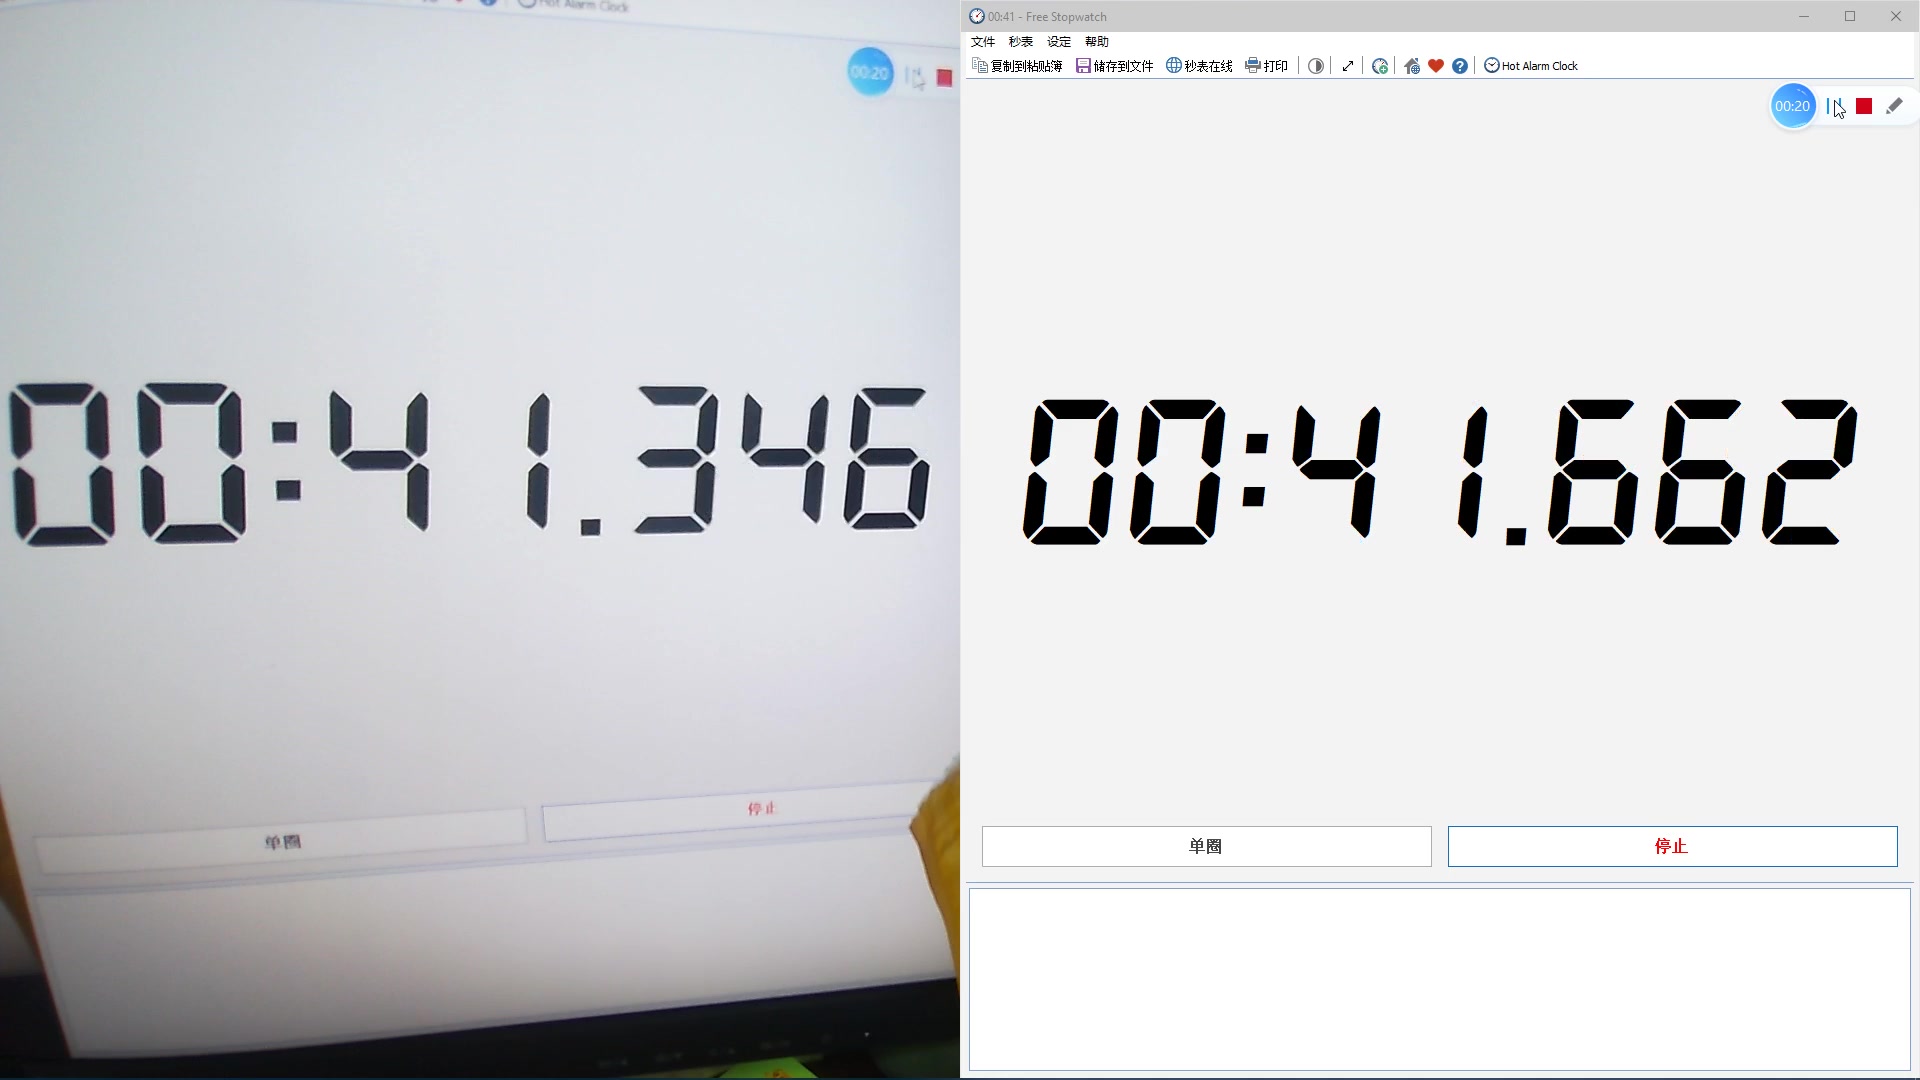 Hot Alarm Clock
00:20
00:41.346
单圈
停止
00:41 - Free Stopwatch
文件 秒表 设定 帮助
复制到粘贴簿 储存到文件 秒表在线 打印 Hot Alarm Clock
00:20
00:41.662
单圈
停止